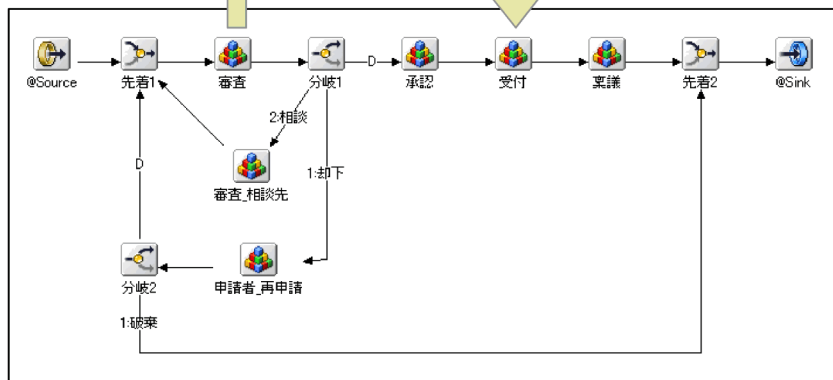 @Source
先着1
審査
分岐1
D
承認
受付
稟議
先着2
@Sink
2:相談
D
審査_相談先
1:却下
分岐2
申請者_再申請
1:破棄